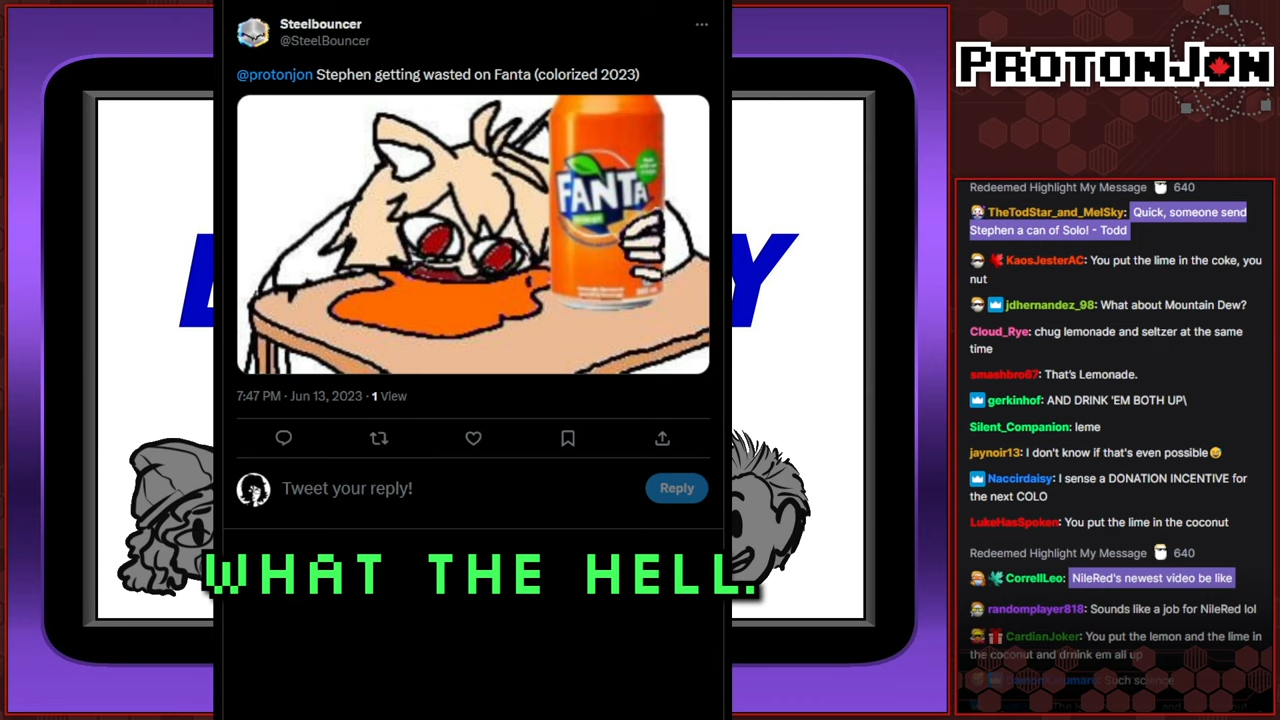 Steelbouncer
@SteelBouncer
@protonjon Stephen getting wasted on Fanta (colorized 2023)
FANTA
7:47 PM · Jun 13, 2023 · 1 View
Tweet your reply!
Reply
WHAT THE HELL.
PROTONJON
Redeemed Highlight My Message 640
TheTodStar_and_MelSky: Quick, someone send
Stephen a can of Solo! - Todd
KaosJesterAC: You put the lime in the coke, you
nut
jdhernandez_98: What about Mountain Dew?
Cloud_Rye: chug lemonade and seltzer at the same
time
smashbro67: That's Lemonade.
gerkinhof: AND DRINK 'EM BOTH UP\
Silent_Companion: leme
jaynoir13: I don't know if that's even possible😅
Naccirdaisy: I sense a DONATION INCENTIVE for
the next COLO
LukeHasSpoken: You put the lime in the coconut
Redeemed Highlight My Message 640
CorrellLeo: NileRed's newest video be like
randomplayer818: Sounds like a job for NileRed lol
CardianJoker: You put the lemon and the lime in
the coconut and drnink em all up
Such science